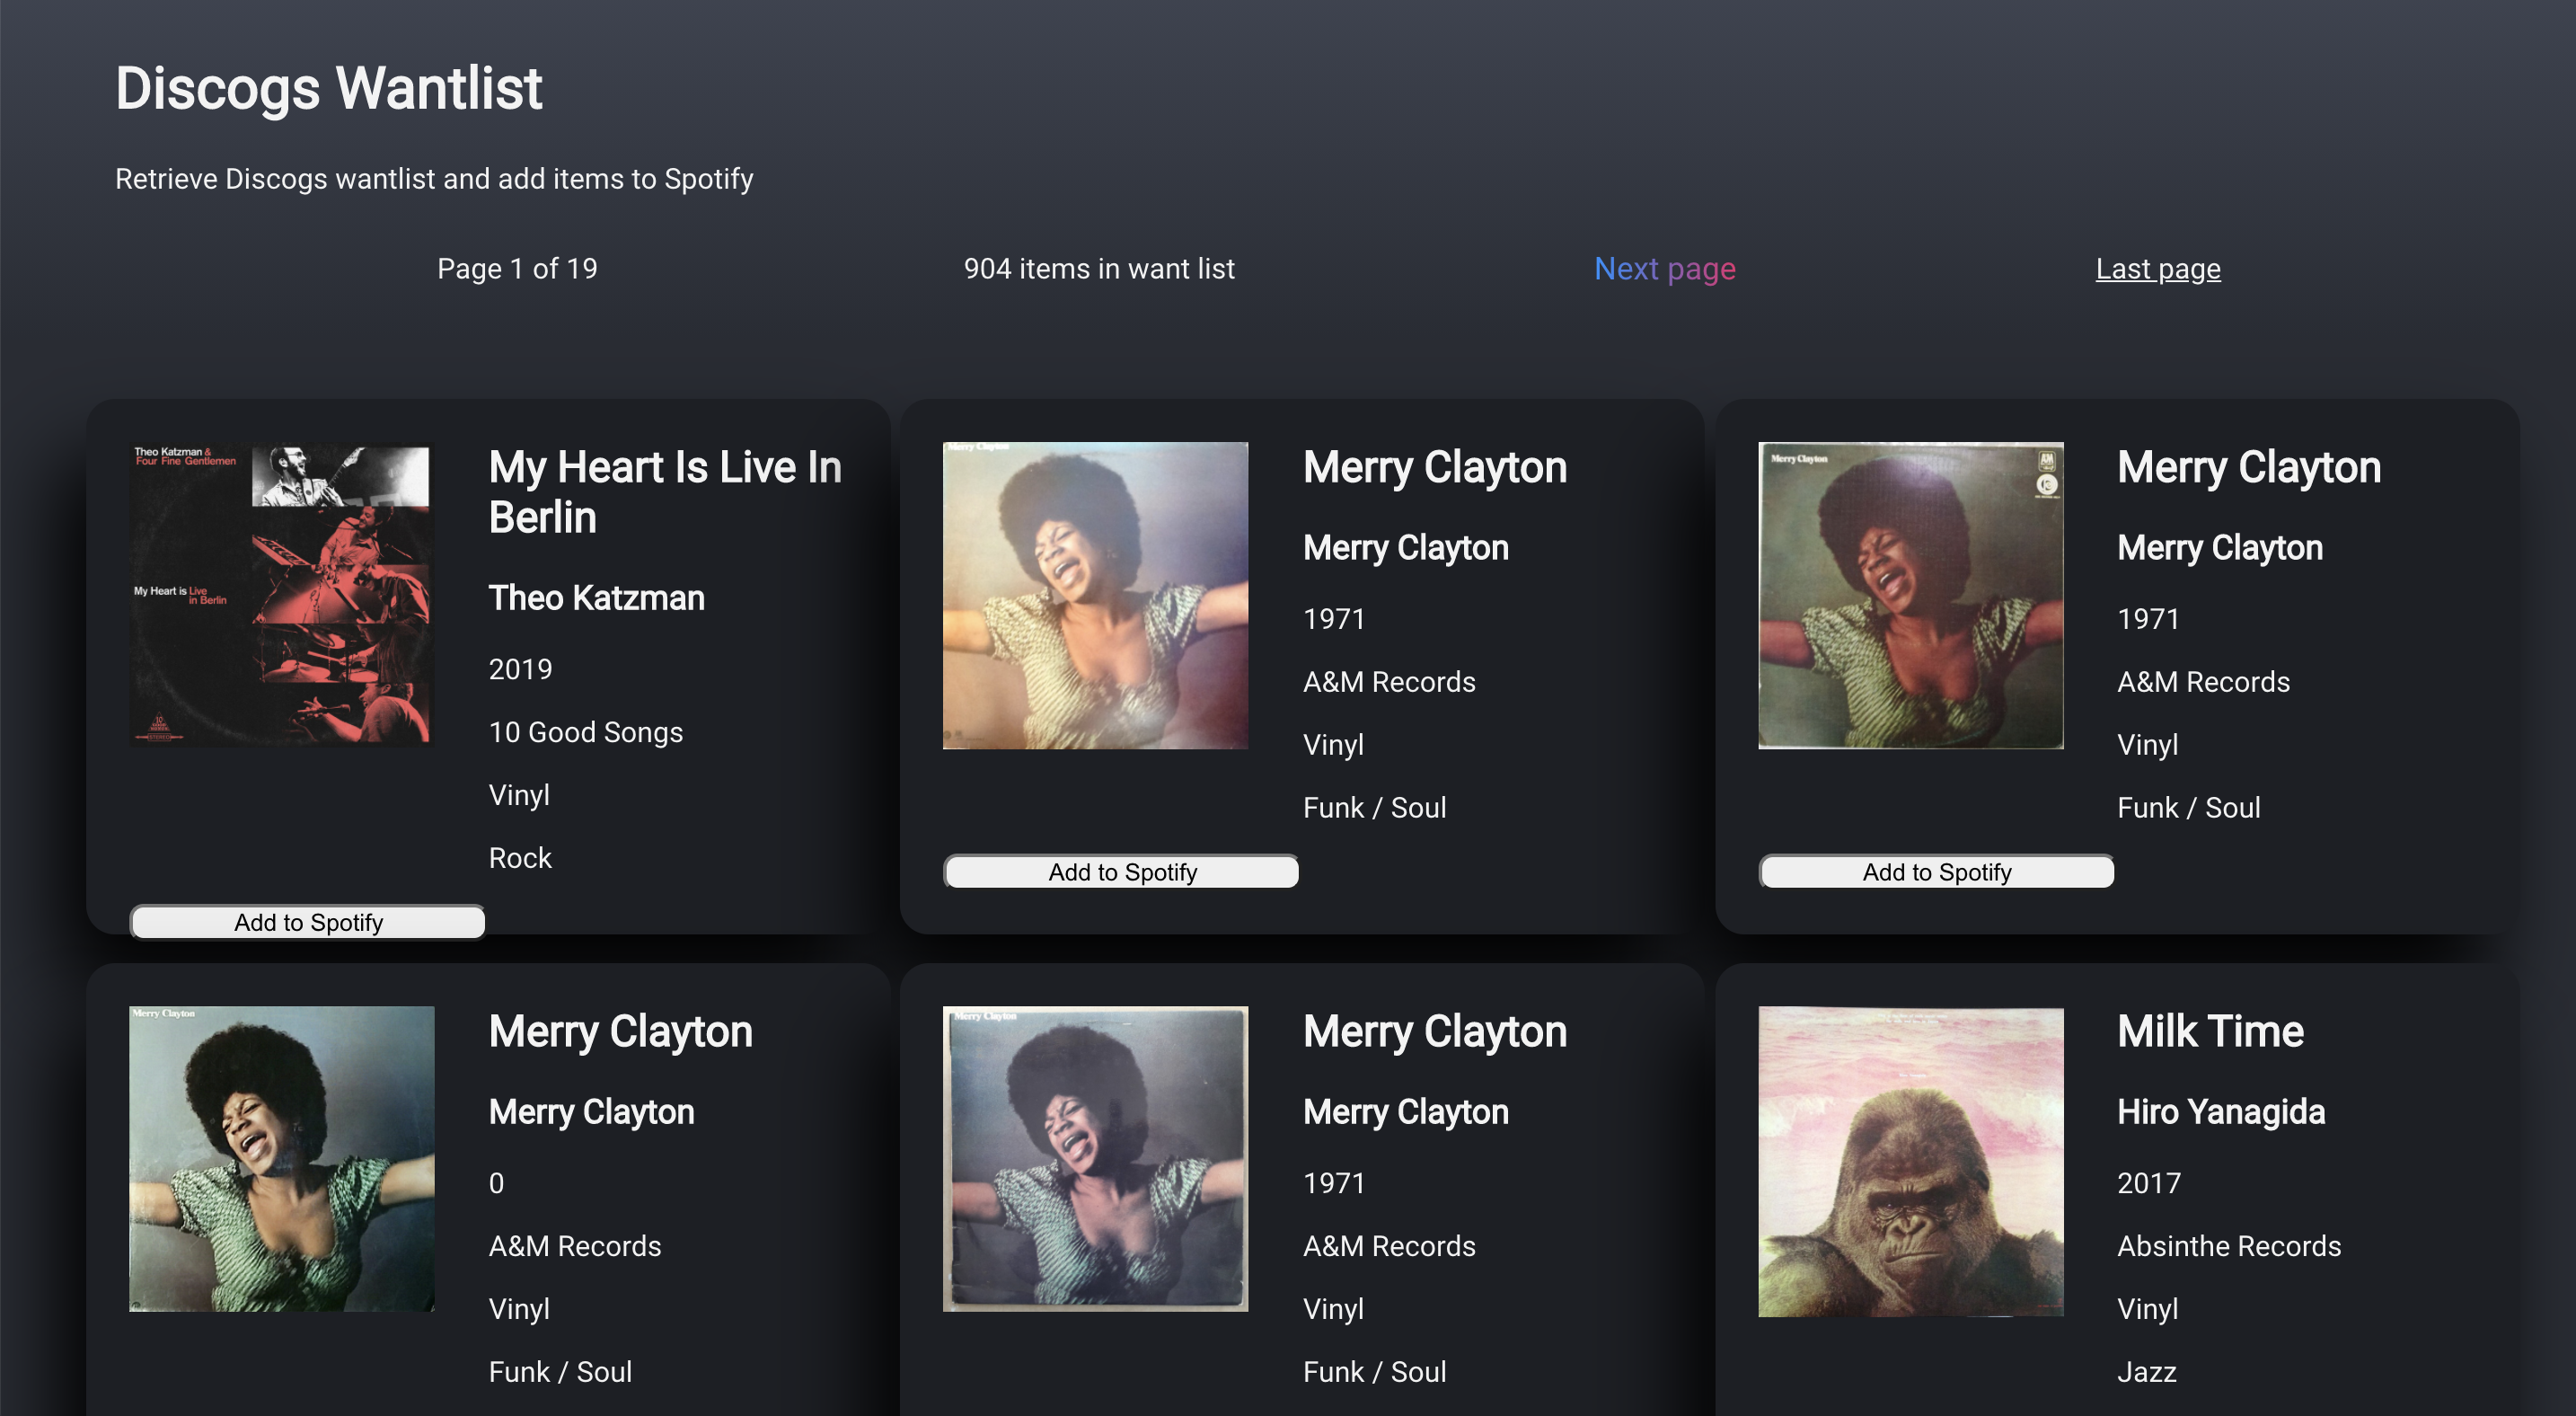 Discogs Wantlist
Retrieve Discogs wantlist and add items to Spotify
Page 1 of 19
904 items in want list
Next page
Last page
Theo Katzman &
Four Fine Gentlemen
My Heart is Live
in Berlin
My Heart Is Live In
Berlin
Theo Katzman
2019
10 Good Songs
Vinyl
Rock
Add to Spotify
Merry Clayton
Merry Clayton
Merry Clayton
1971
A&M Records
Vinyl
Funk / Soul
Add to Spotify
Merry Clayton
Merry Clayton
Merry Clayton
1971
A&M Records
Vinyl
Funk / Soul
Add to Spotify
Merry Clayton
Merry Clayton
Merry Clayton
0
A&M Records
Vinyl
Funk / Soul
Merry Clayton
Merry Clayton
Merry Clayton
1971
A&M Records
Vinyl
Funk / Soul
Milk Time
Hiro Yanagida
2017
Absinthe Records
Vinyl
Jazz